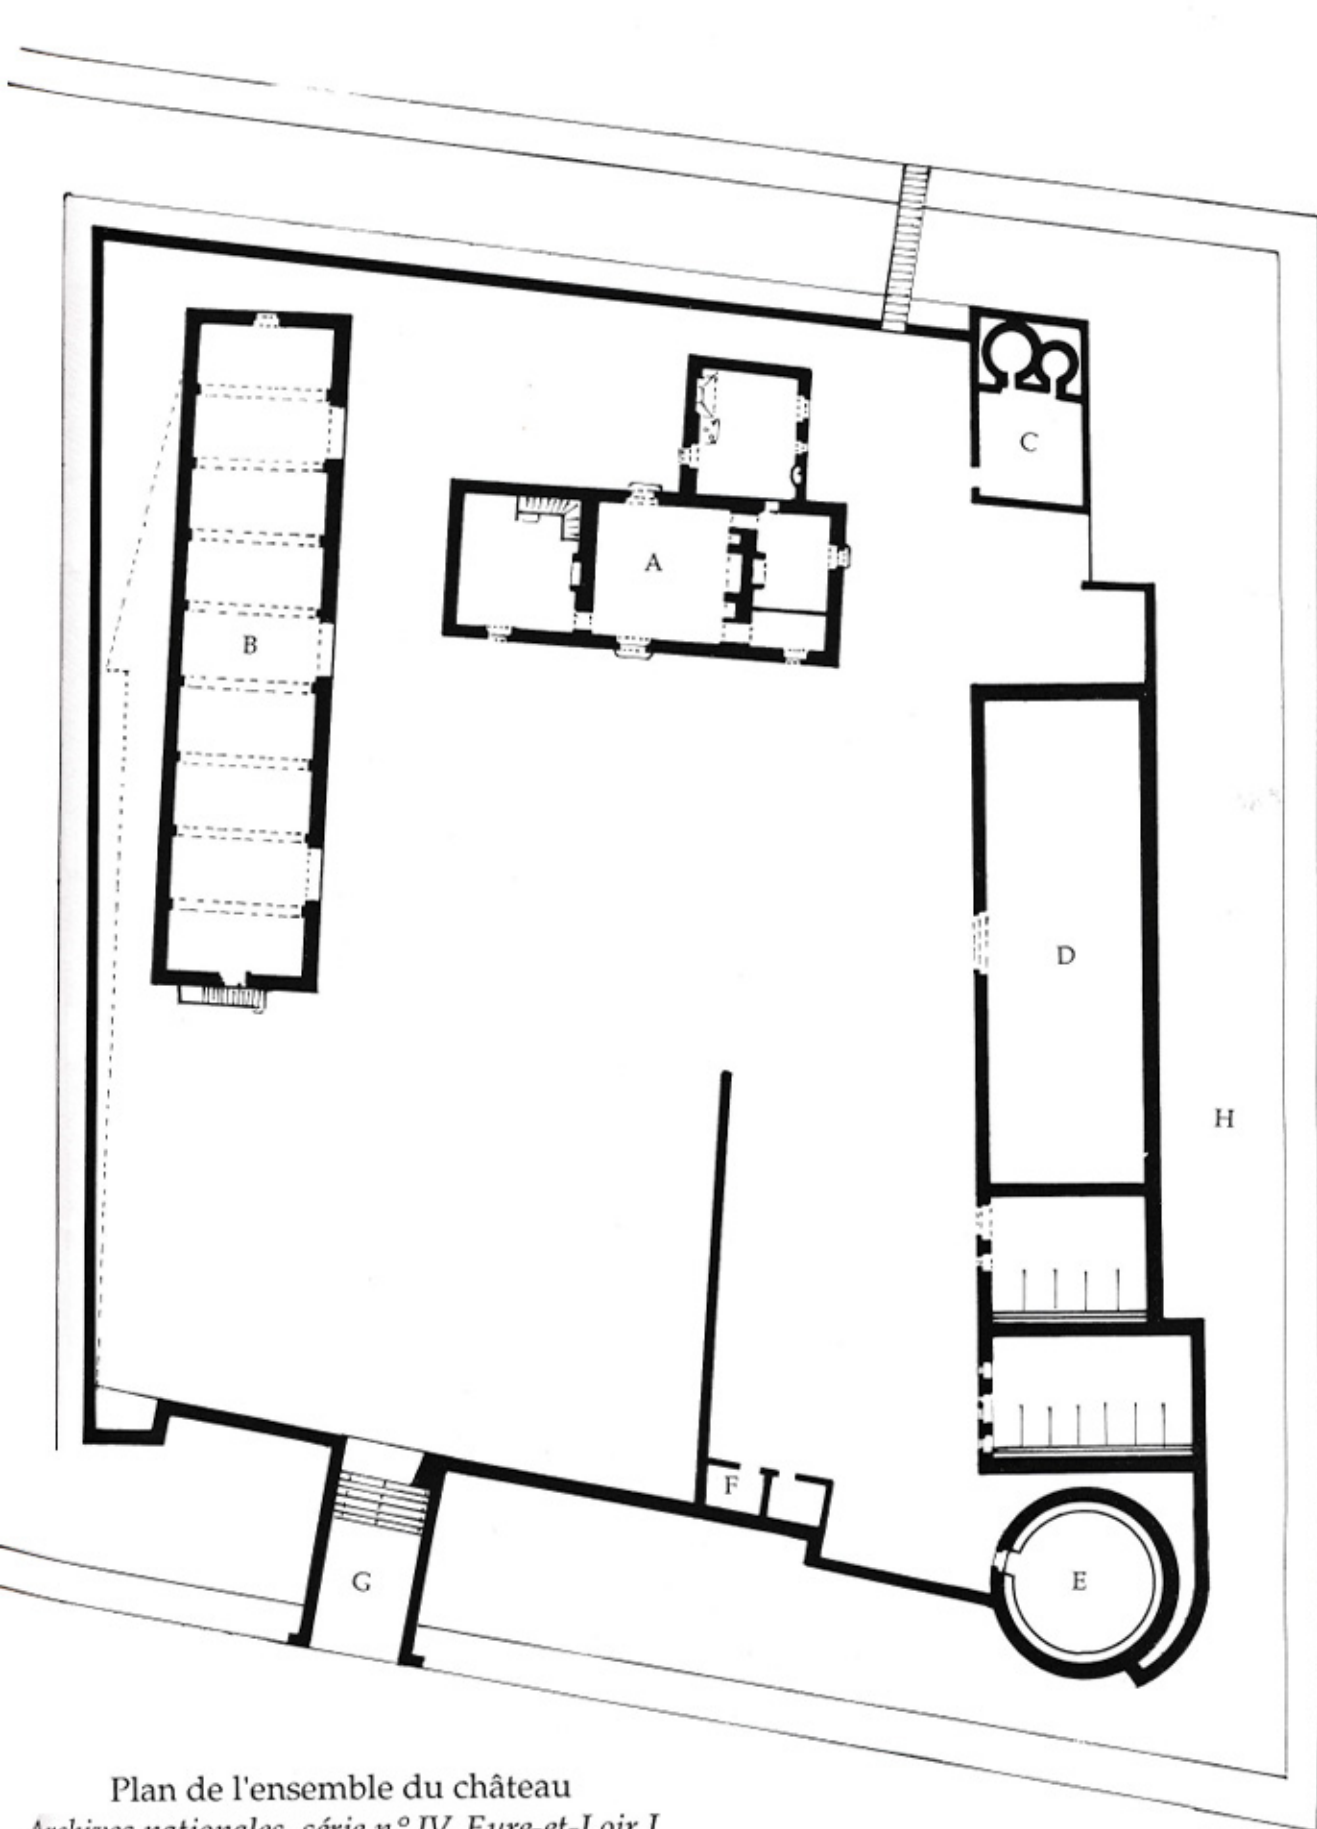 C
A
B
D
H
F
G
E
Plan de l'ensemble du château
Archives nationales, série n° IV, Eure-et-Loir I